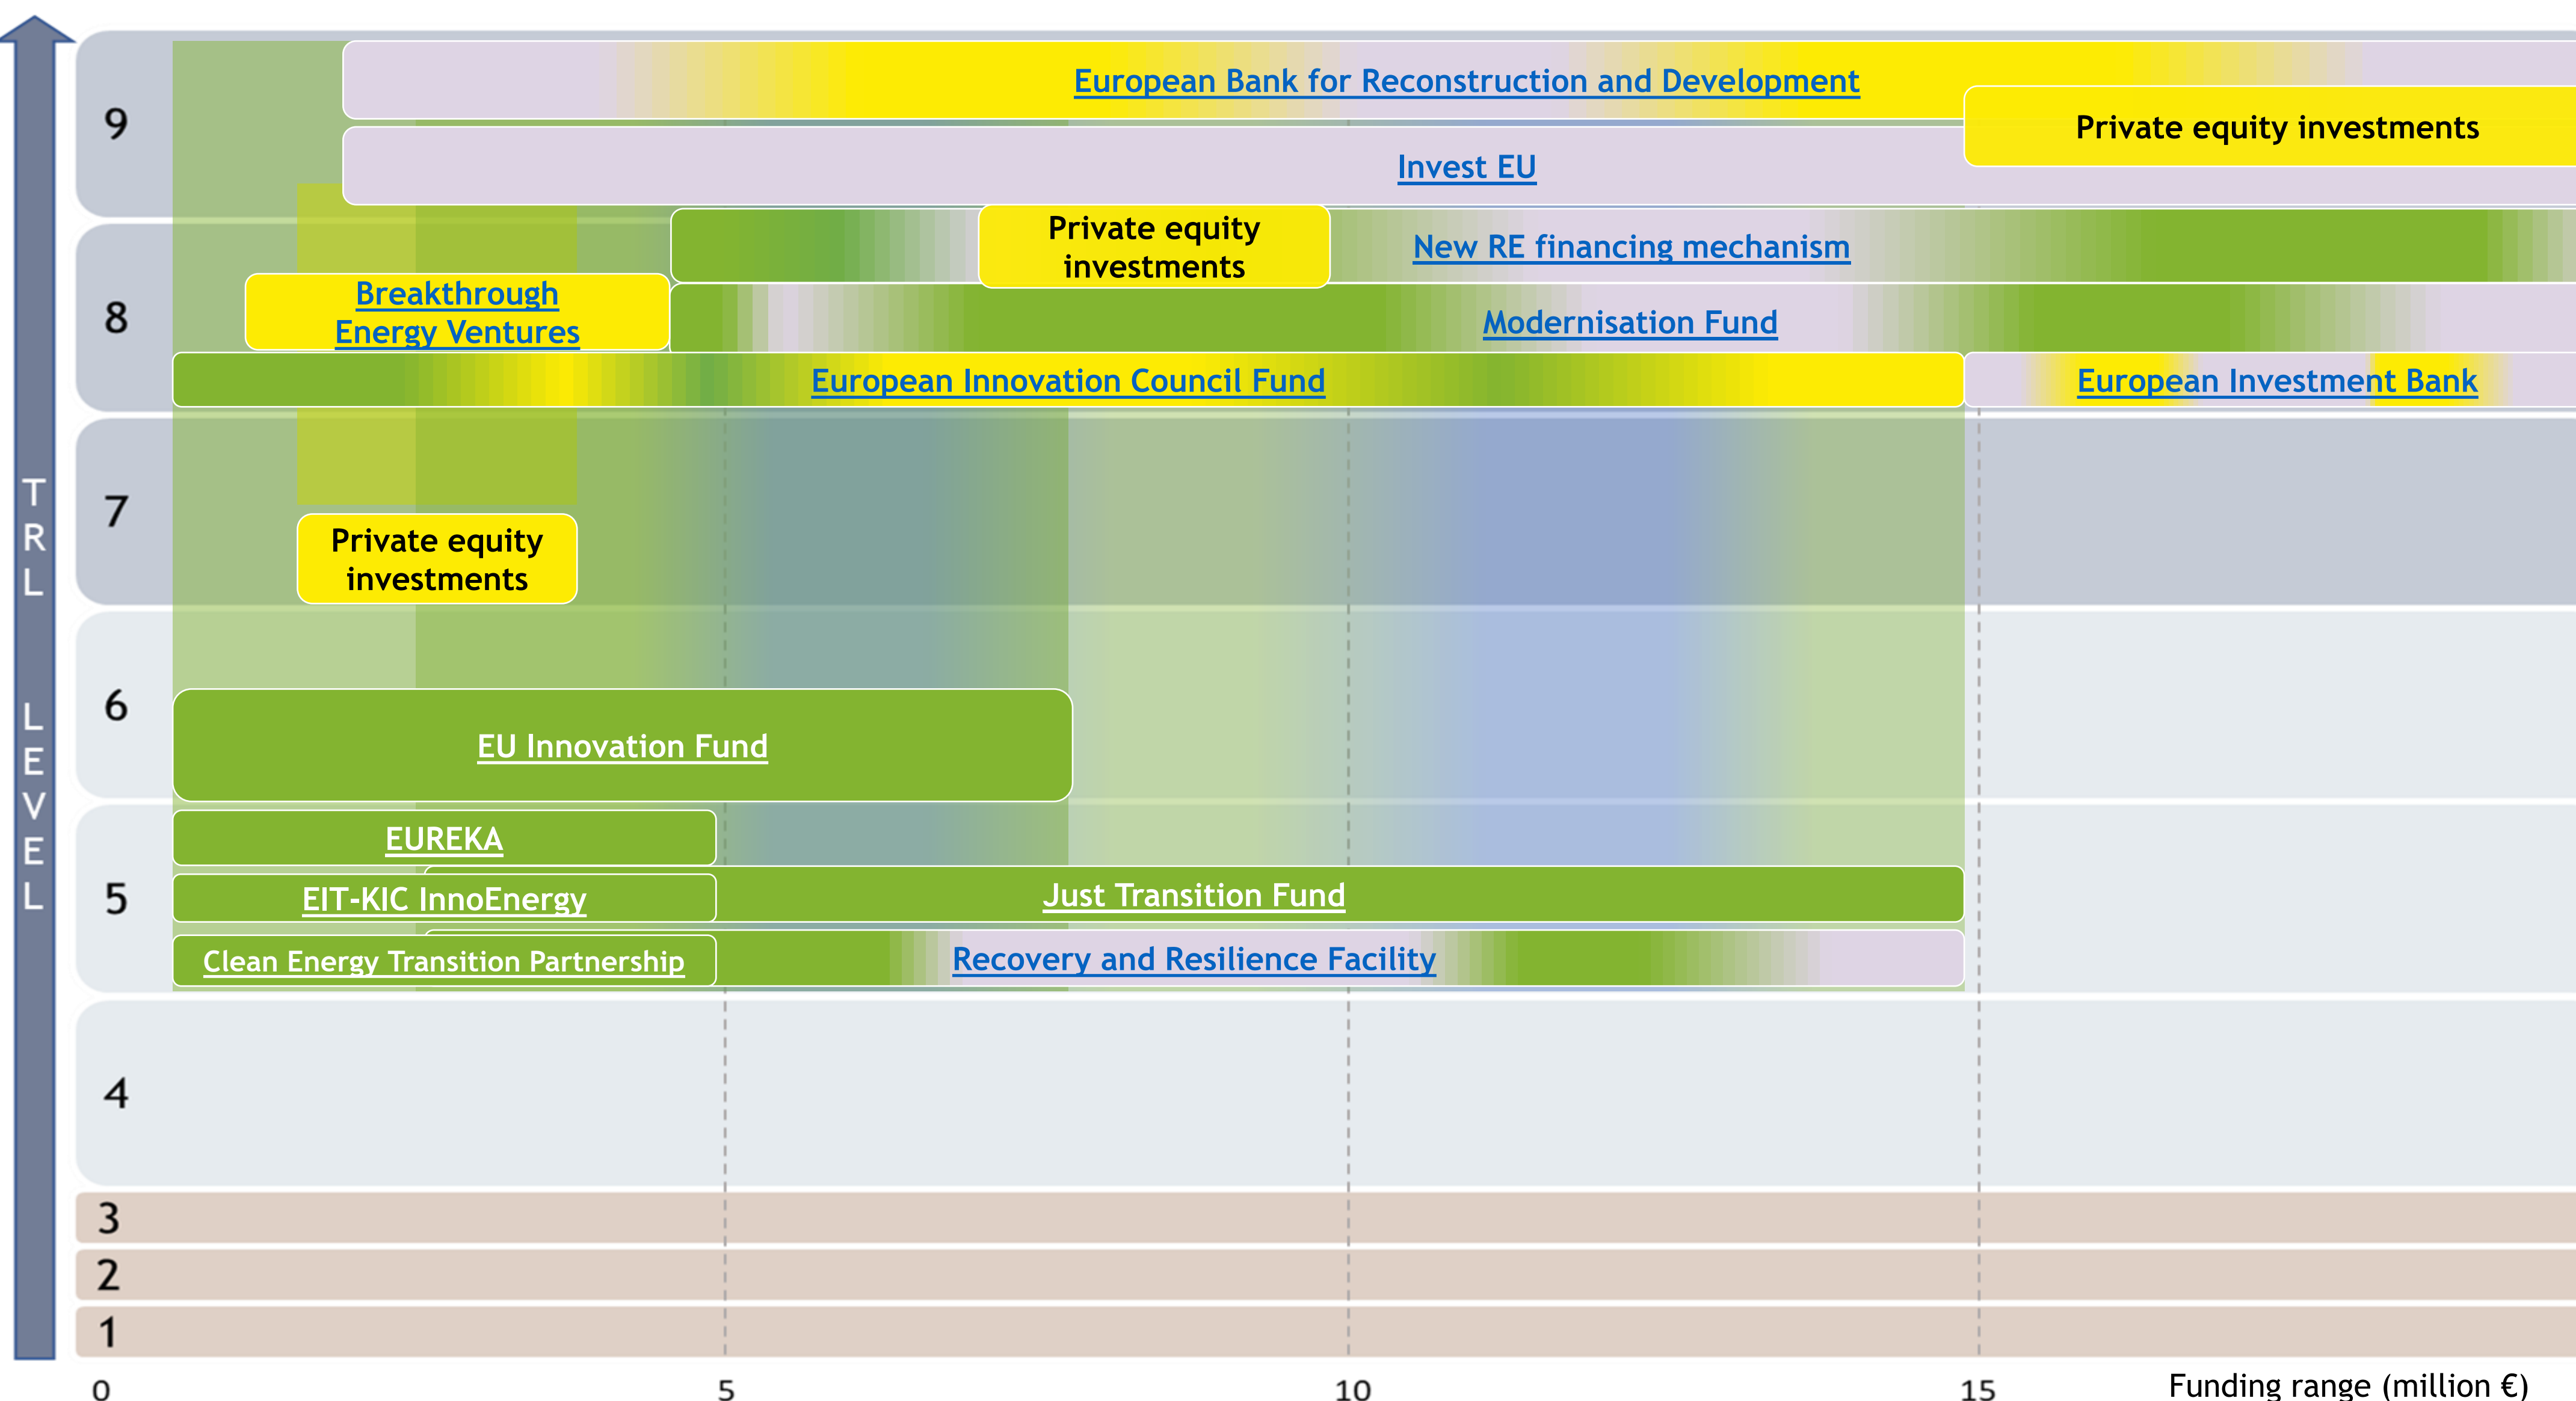 European Bank for Reconstruction and Development
9
Private equity investments
Invest EU
Private equity
investments
New RE financing mechanism
Breakthrough
Energy Ventures
8
Modernisation Fund
European Innovation Council Fund
European Investment Bank
7
TRL LEVEL
Private equity
investments
6
EU Innovation Fund
EUREKA
5
EIT-KIC InnoEnergy
Just Transition Fund
Clean Energy Transition Partnership
Recovery and Resilience Facility
4
3
2
1
0
5
10
15
Funding range (million €)